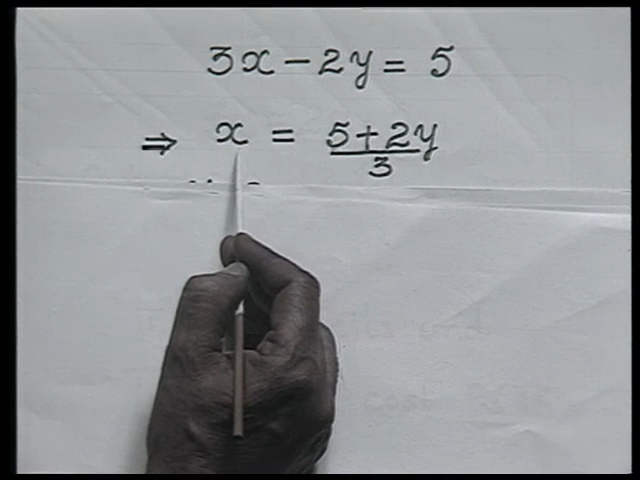 3x - 2y = 5
⇒ x = (5+2y)/3